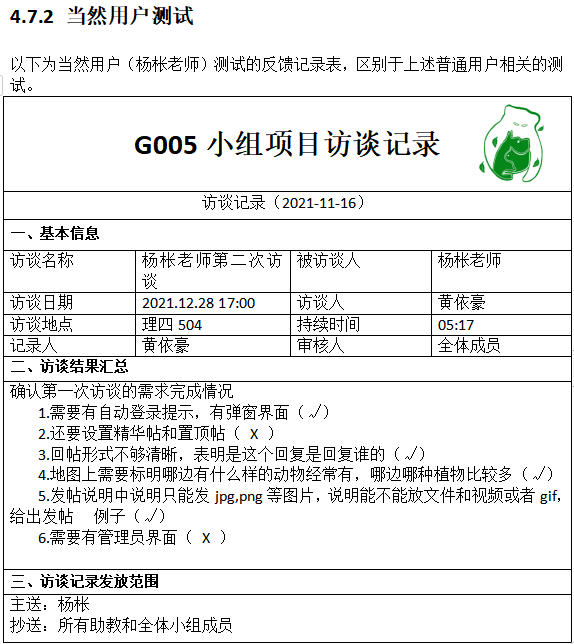 4.7.2 当然用户测试
以下为当然用户（杨枨老师）测试的反馈记录表，区别于上述普通用户相关的测
试。
G005 小组项目访谈记录
访谈记录（2021-11-16）
一、基本信息
访谈名称 杨枨老师第二次访谈 被访谈人 杨枨老师
访谈日期 2021.12.28 17:00 访谈人 黄依豪
访谈地点 理四 504 持续时间 05:17
记录人 黄依豪 审核人 全体成员
二、访谈结果汇总
确认第一次访谈的需求完成情况
1.需要有自动登录提示，有弹窗界面（ √）
2.还要设置精华帖和置顶帖（ X ）
3.回帖形式不够清晰，表明是这个回复是回复谁的（ √）
4.地图上需要标明哪边有什么样的动物经常有，哪边哪种植物比较多（ √）
5.发帖说明中说明只能发 jpg,png 等图片，说明能不能放文件和视频或者 gif，
给出发帖 例子（ √）
6.需要有管理员界面（ X ）
三、访谈记录发放范围
主送：杨枨
抄送：所有助教和全体小组成员